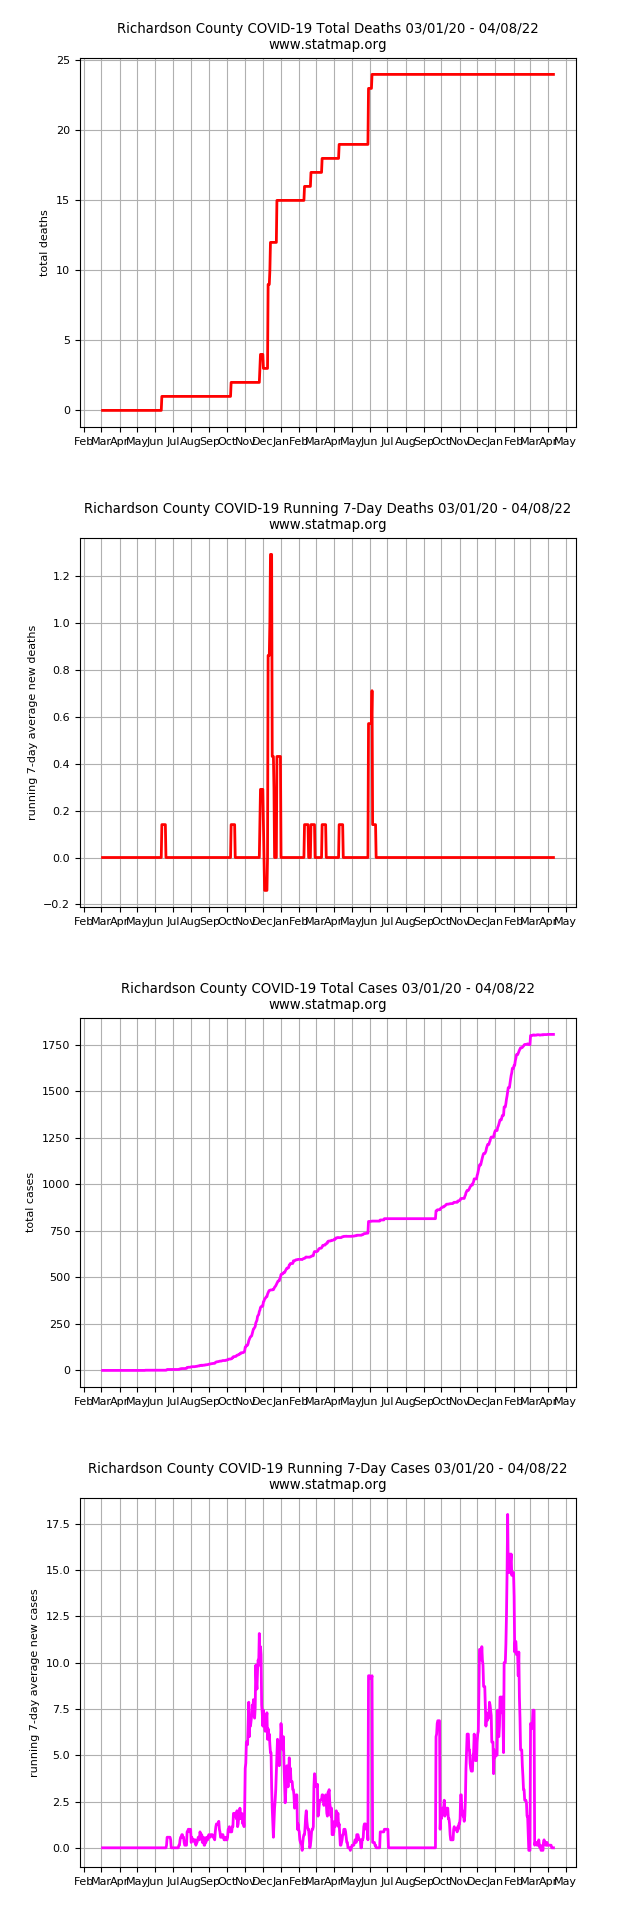 Richardson County COVID-19 Total Deaths 03/01/20 - 04/08/22
www.statmap.org
25
20
15
10
5
0
total deaths
Feb Mar Apr May Jun Jul Aug Sep Oct Nov Dec Jan Feb Mar Apr May Jun Jul Aug Sep Oct Nov Dec Jan Feb Mar Apr May
Richardson County COVID-19 Running 7-Day Deaths 03/01/20 - 04/08/22
www.statmap.org
1.2
1.0
0.8
0.6
0.4
0.2
0.0
−0.2
running 7-day average new deaths
Feb Mar Apr May Jun Jul Aug Sep Oct Nov Dec Jan Feb Mar Apr May Jun Jul Aug Sep Oct Nov Dec Jan Feb Mar Apr May
Richardson County COVID-19 Total Cases 03/01/20 - 04/08/22
www.statmap.org
1750
1500
1250
1000
750
500
250
0
total cases
Feb Mar Apr May Jun Jul Aug Sep Oct Nov Dec Jan Feb Mar Apr May Jun Jul Aug Sep Oct Nov Dec Jan Feb Mar Apr May
Richardson County COVID-19 Running 7-Day Cases 03/01/20 - 04/08/22
www.statmap.org
17.5
15.0
12.5
10.0
7.5
5.0
2.5
0.0
running 7-day average new cases
Feb Mar Apr May Jun Jul Aug Sep Oct Nov Dec Jan Feb Mar Apr May Jun Jul Aug Sep Oct Nov Dec Jan Feb Mar Apr May